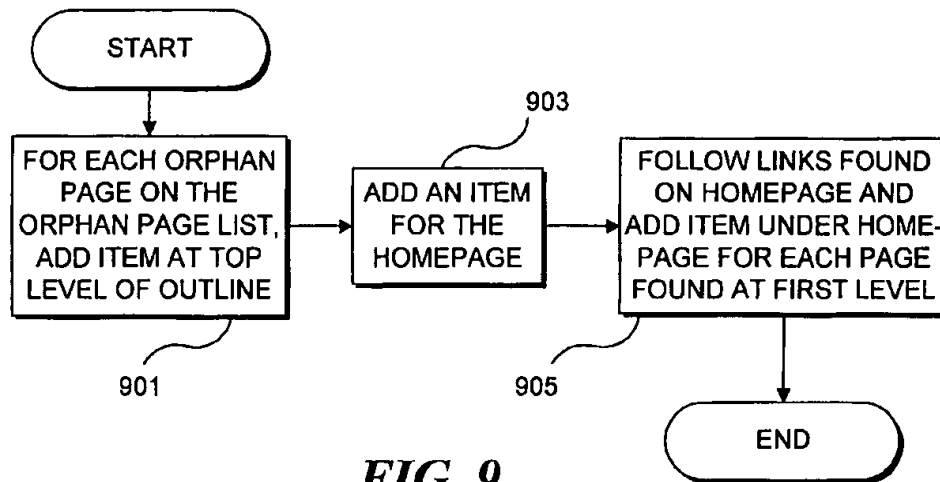 START
903
FOR EACH ORPHAN
PAGE ON THE
ORPHAN PAGE LIST,
ADD ITEM AT TOP
LEVEL OF OUTLINE
ADD AN ITEM
FOR THE
HOMEPAGE
FOLLOW LINKS FOUND
ON HOMEPAGE AND
ADD ITEM UNDER HOME-
PAGE FOR EACH PAGE
FOUND AT FIRST LEVEL
901
905
END
FIG. 9